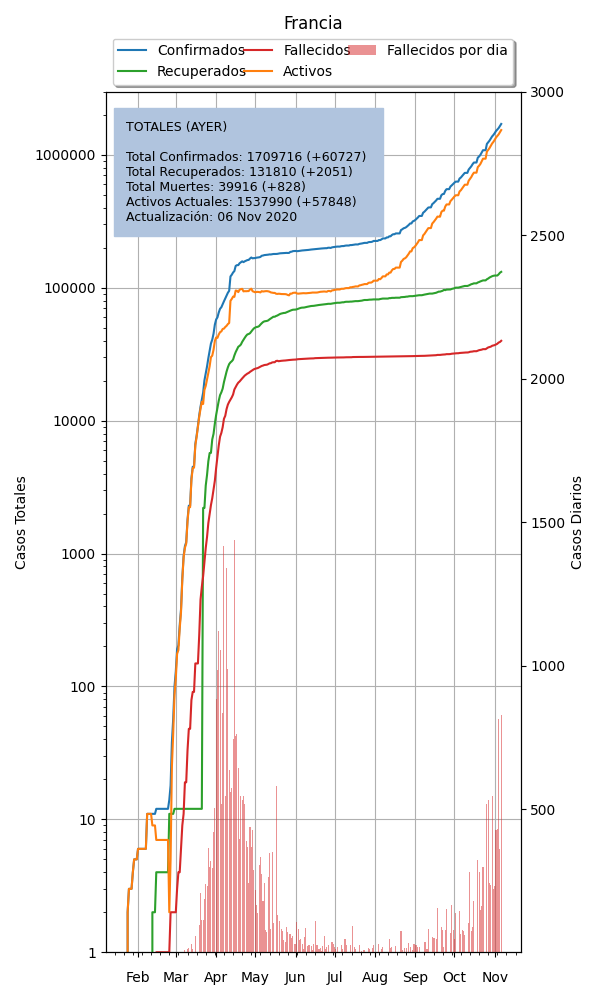 Francia
Confirmados Fallecidos Fallecidos por dia
Recuperados Activos
TOTALES (AYER)
Total Confirmados: 1709716 (+60727)
Total Recuperados: 131810 (+2051)
Total Muertes: 39916 (+828)
Activos Actuales: 1537990 (+57848)
Actualización: 06 Nov 2020
Casos Totales
1000000
100000
10000
1000
100
10
1
3000
2500
2000
1500
1000
500
Casos Diarios
Feb Mar Apr May Jun Jul Aug Sep Oct Nov